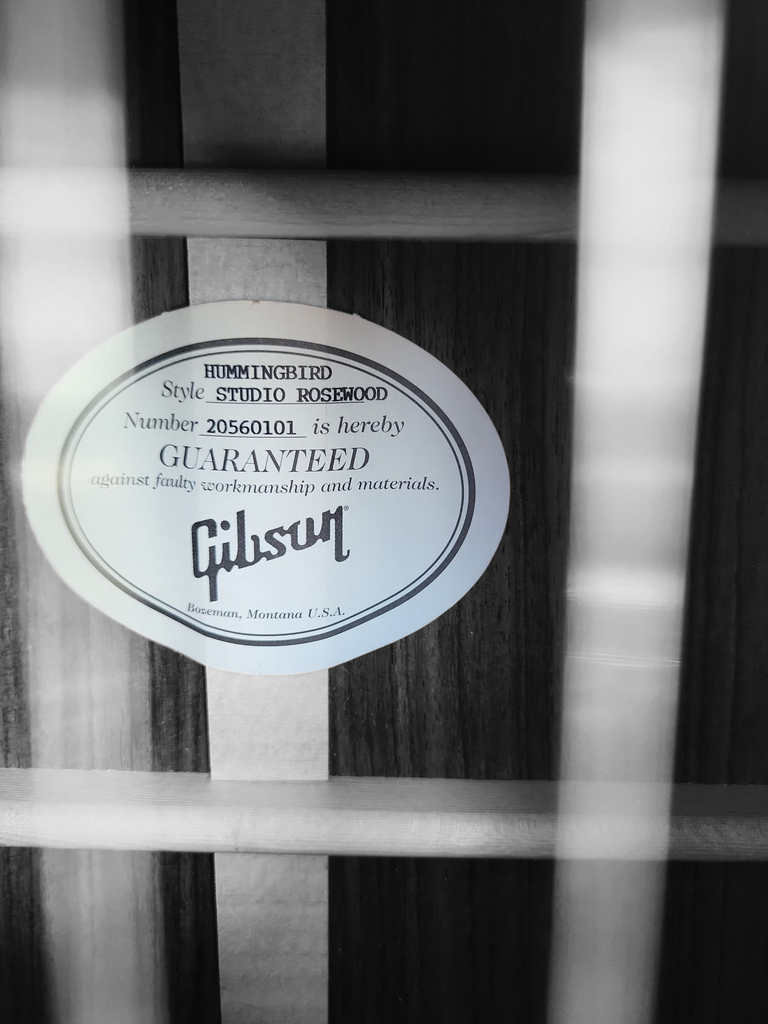 HUMMINGBIRD
Style STUDIO ROSEWOOD
Number 20560101 is hereby
GUARANTEED
against faulty workmanship and materials.
Gibson®
Bozeman, Montana U.S.A.